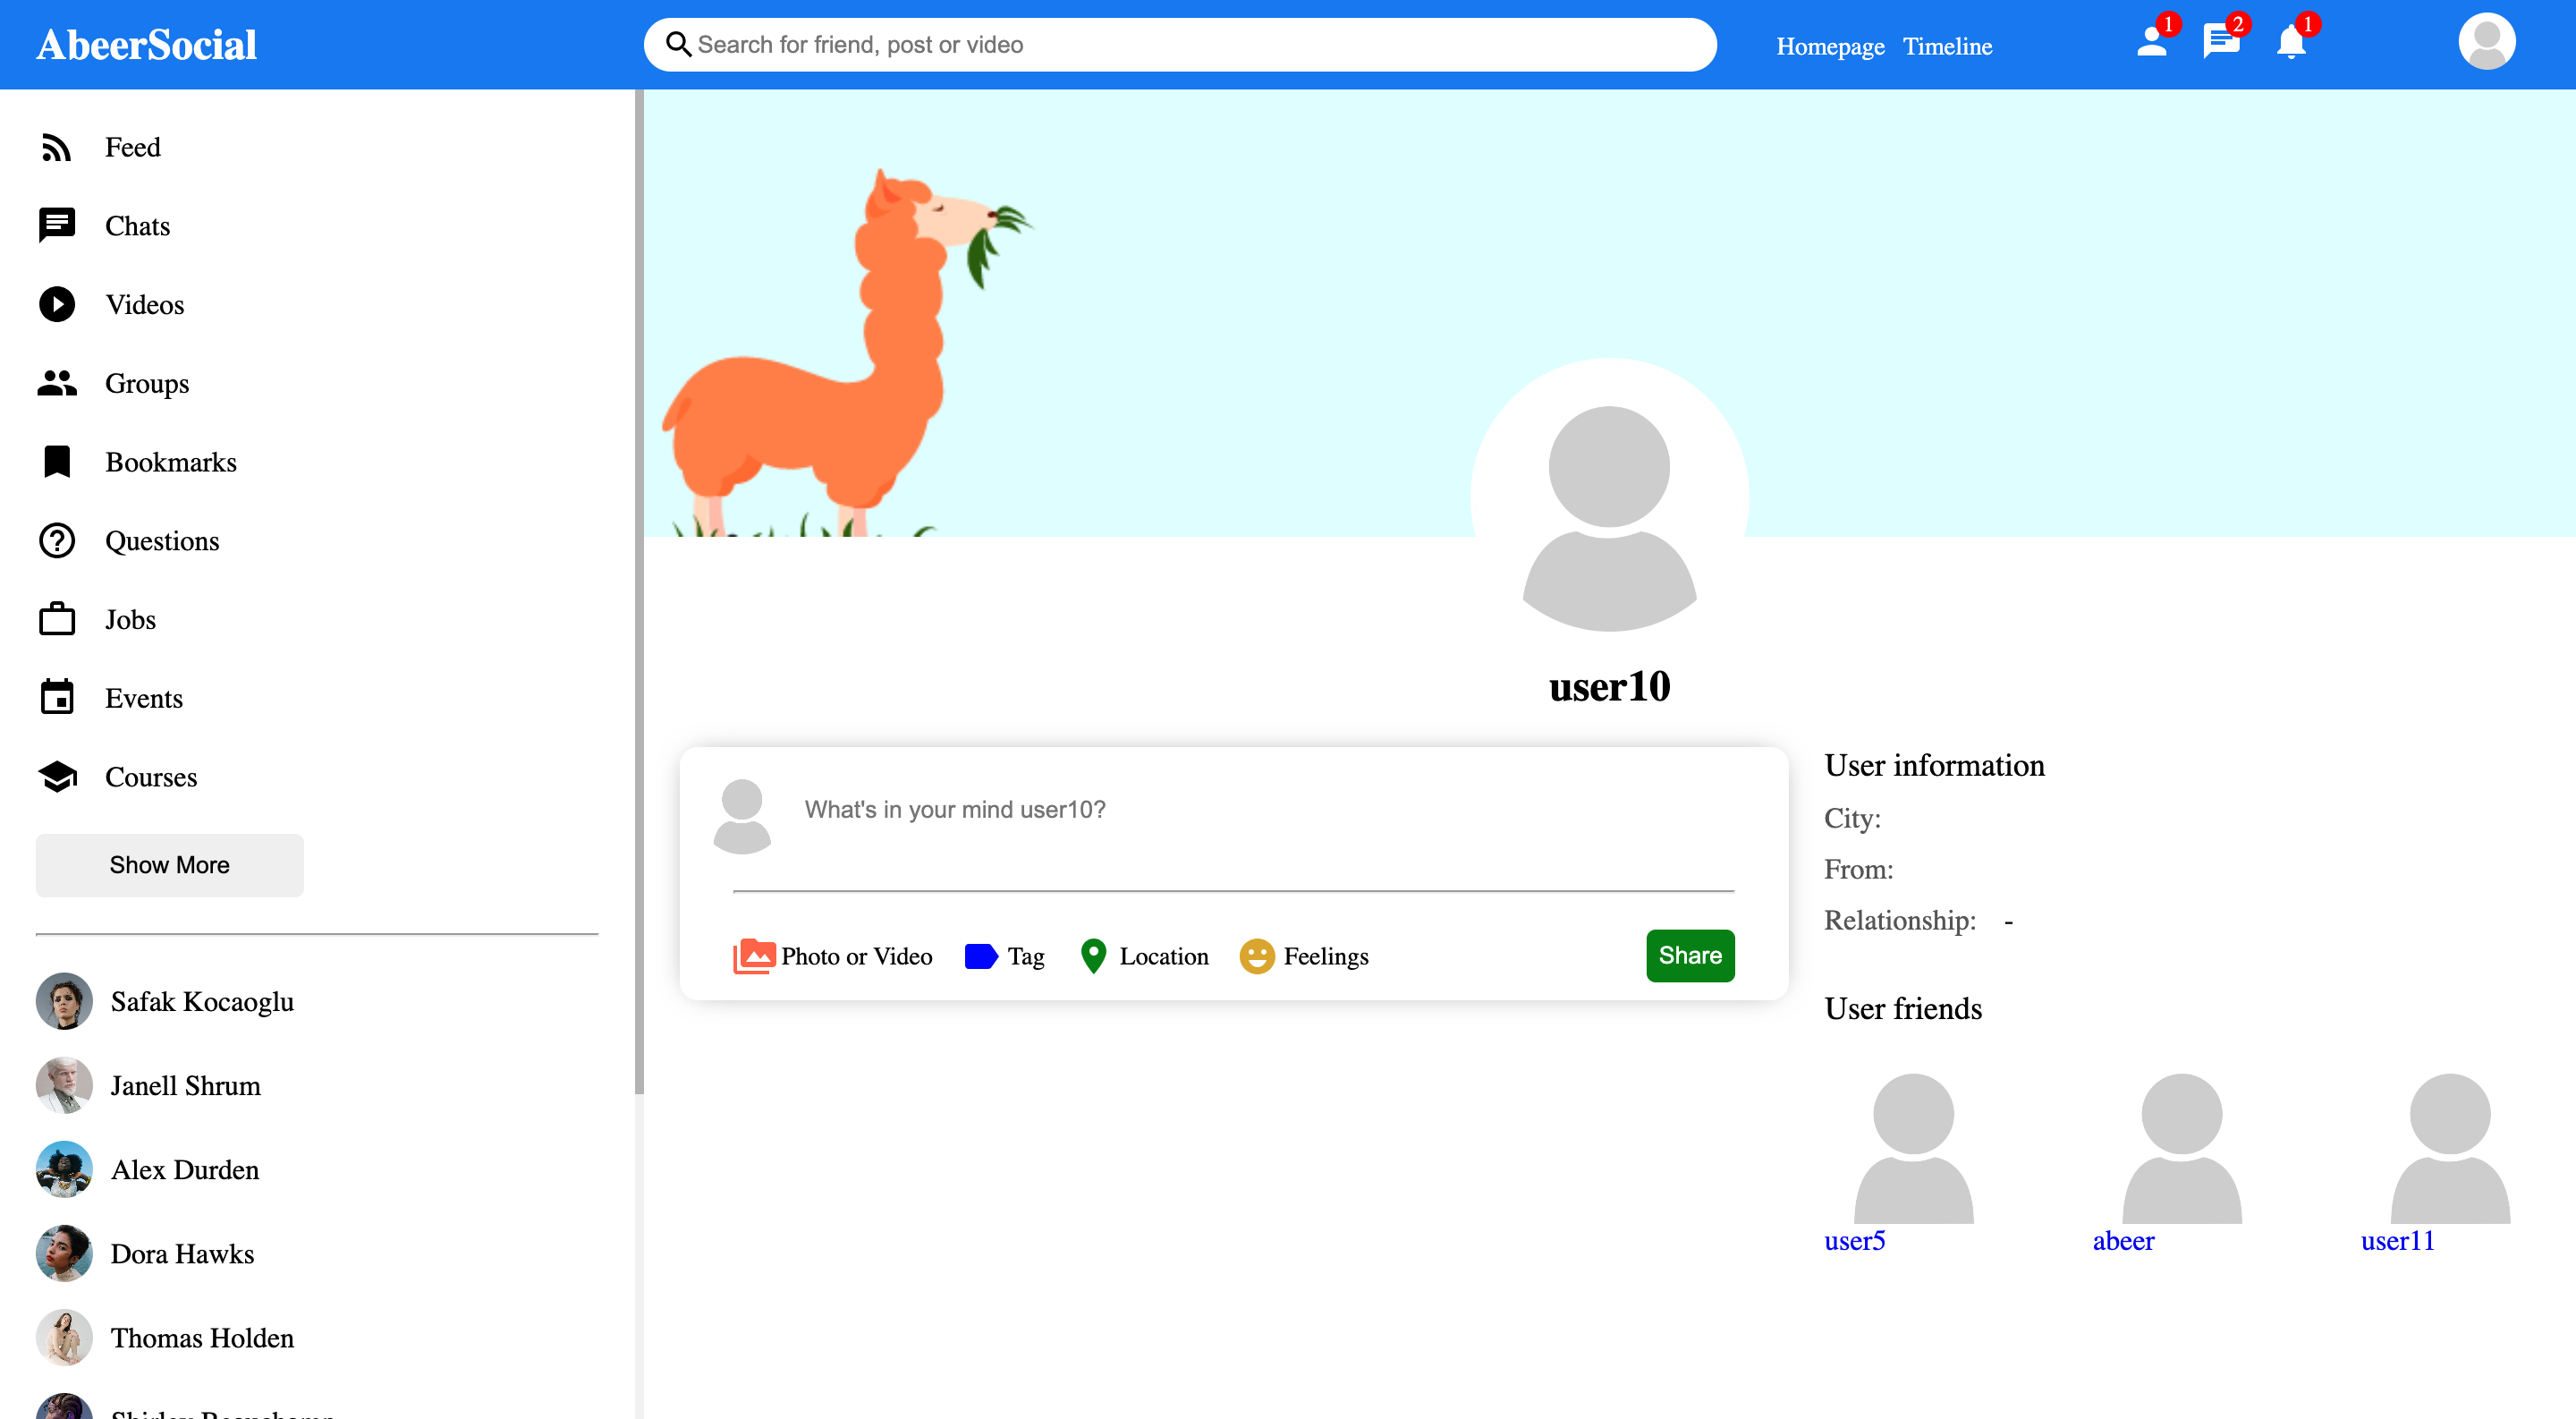 AbeerSocial
Search for friend, post or video
Homepage Timeline
1
2
1
Feed
Chats
Videos
Groups
Bookmarks
Questions
Jobs
Events
Courses
Show More
Safak Kocaoglu
Janell Shrum
Alex Durden
Dora Hawks
Thomas Holden
user10
What's in your mind user10?
Photo or Video Tag Location Feelings Share
User information
City:
From:
Relationship: -
User friends
user5 abeer user11